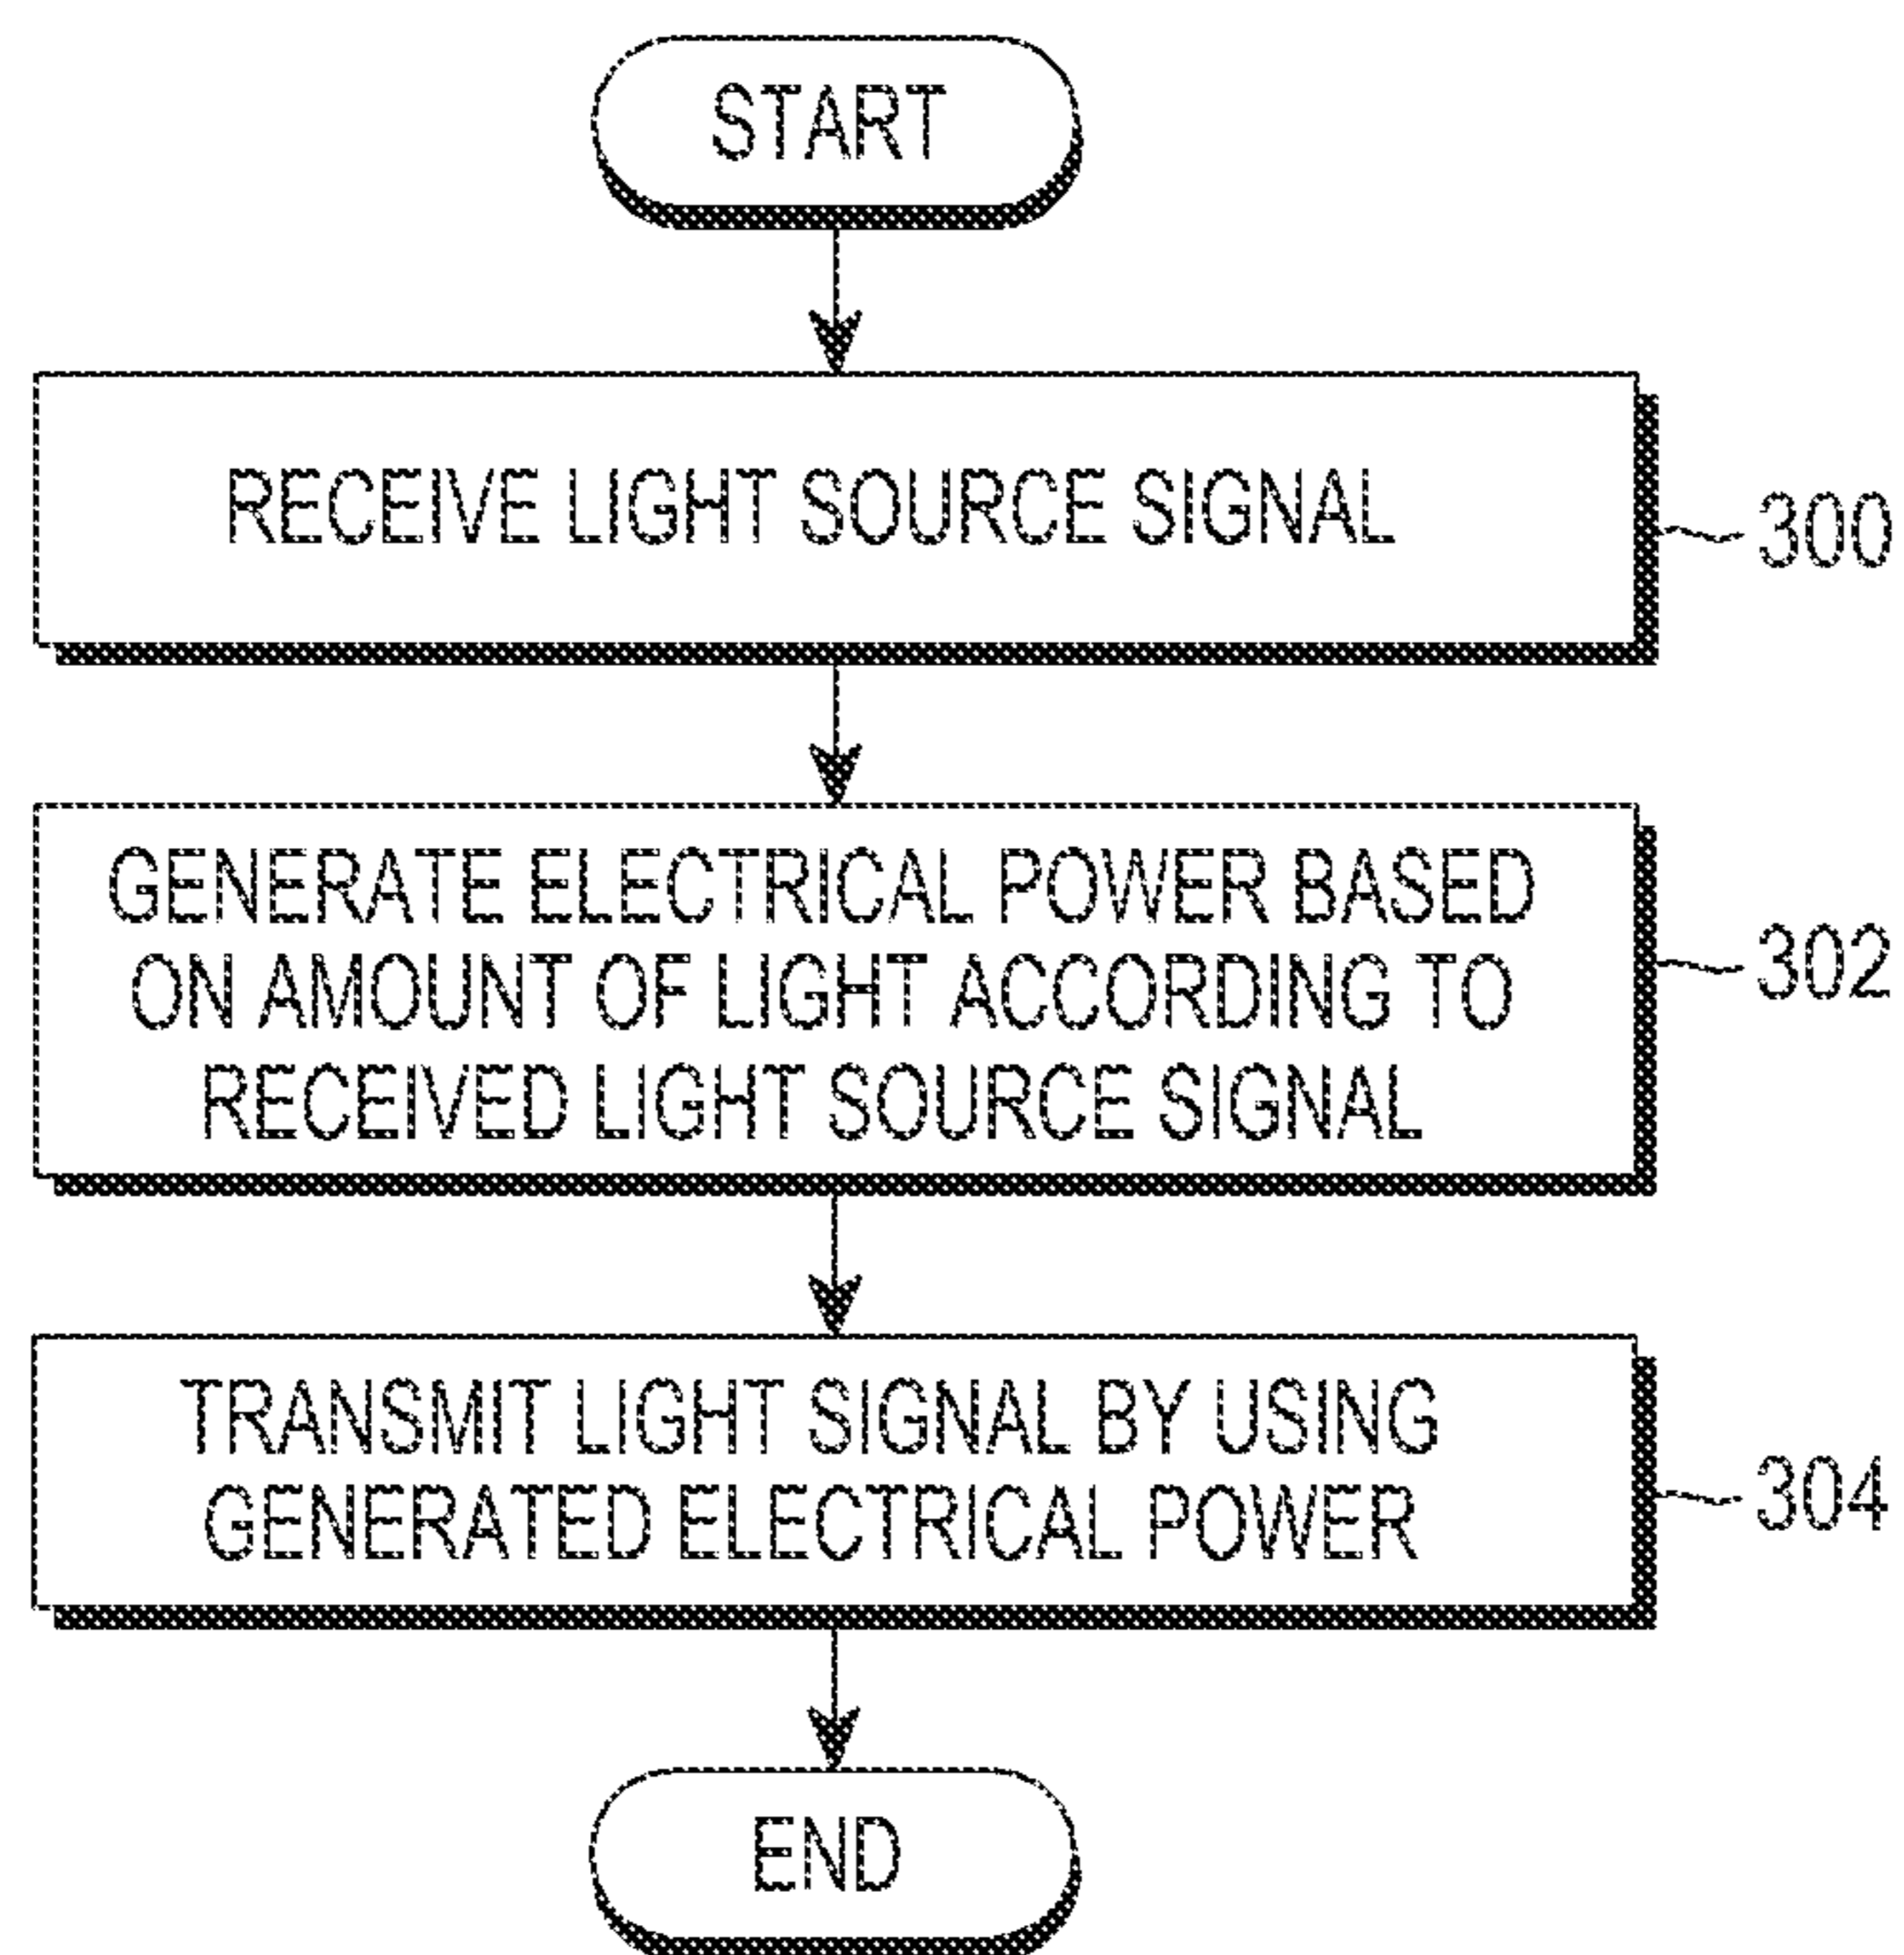 START
RECEIVE LIGHT SOURCE SIGNAL
300
GENERATE ELECTRICAL POWER BASED
ON AMOUNT OF LIGHT ACCORDING TO
RECEIVED LIGHT SOURCE SIGNAL
302
TRANSMIT LIGHT SIGNAL BY USING
GENERATED ELECTRICAL POWER
304
END